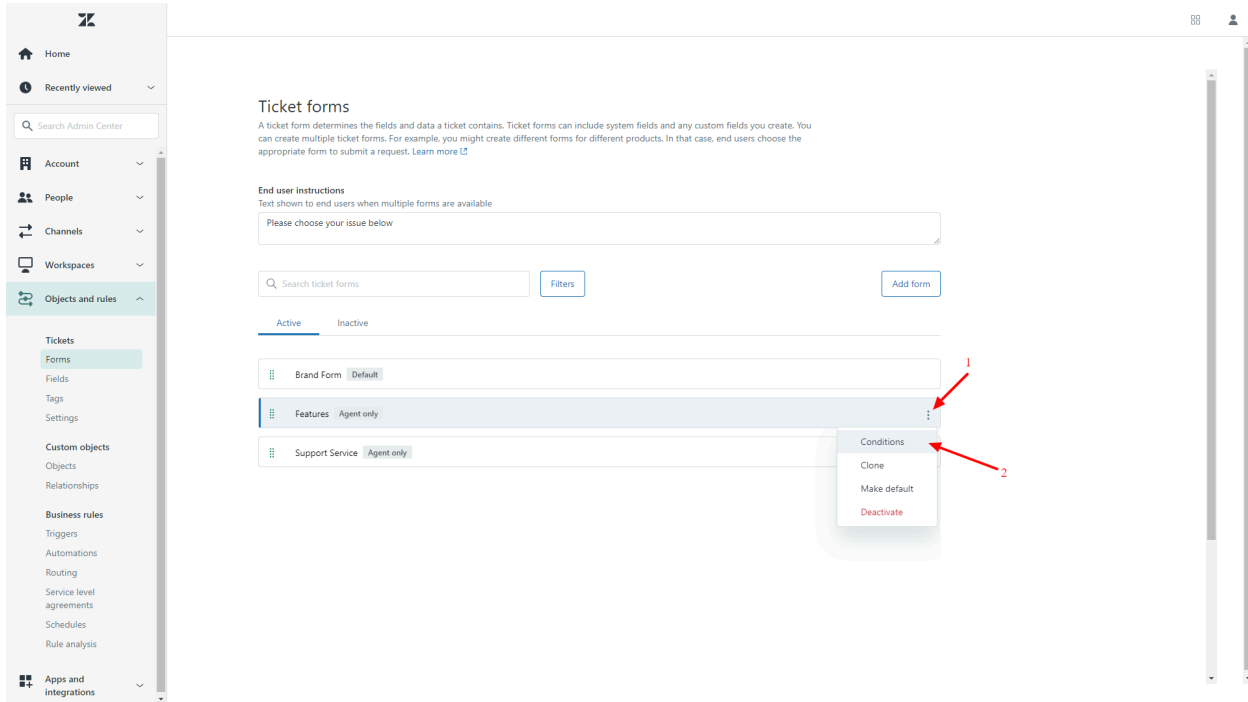 Home
Recently viewed
Search Admin Center
Account
People
Channels
Workspaces
Objects and rules
Tickets
Forms
Fields
Tags
Settings
Custom objects
Objects
Relationships
Business rules
Triggers
Automations
Routing
Service level
agreements
Schedules
Rule analysis
Apps and
integrations
Ticket forms
A ticket form determines the fields and data a ticket contains. Ticket forms can include system fields and any custom fields you create. You
can create multiple ticket forms. For example, you might create different forms for different products. In that case, end users choose the
appropriate form to submit a request. Learn more
End user instructions
Text shown to end users when multiple forms are available
Please choose your issue below
Search ticket forms
Filters
Add form
Active Inactive
Brand Form Default
1
Features Agent only
Support Service Agent only
Conditions
2
Clone
Make default
Deactivate